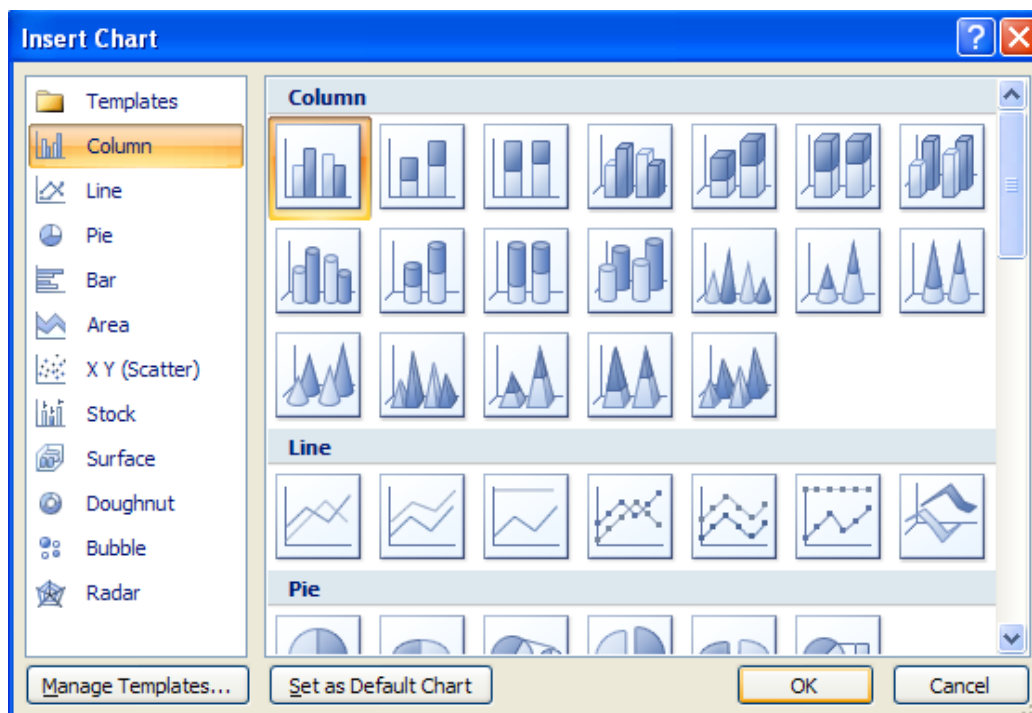 Insert Chart
Templates
Column
Line
Pie
Bar
Area
X Y (Scatter)
Stock
Surface
Doughnut
Bubble
Radar
Column
Line
Pie
Manage Templates...
Set as Default Chart
OK
Cancel